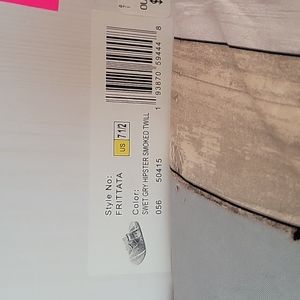 Style No:
FRITTATA
US 7 1/2
Color:
SWET GRY HIPSTER SMOKED TWILL
056 50415
1 93870 59444 8